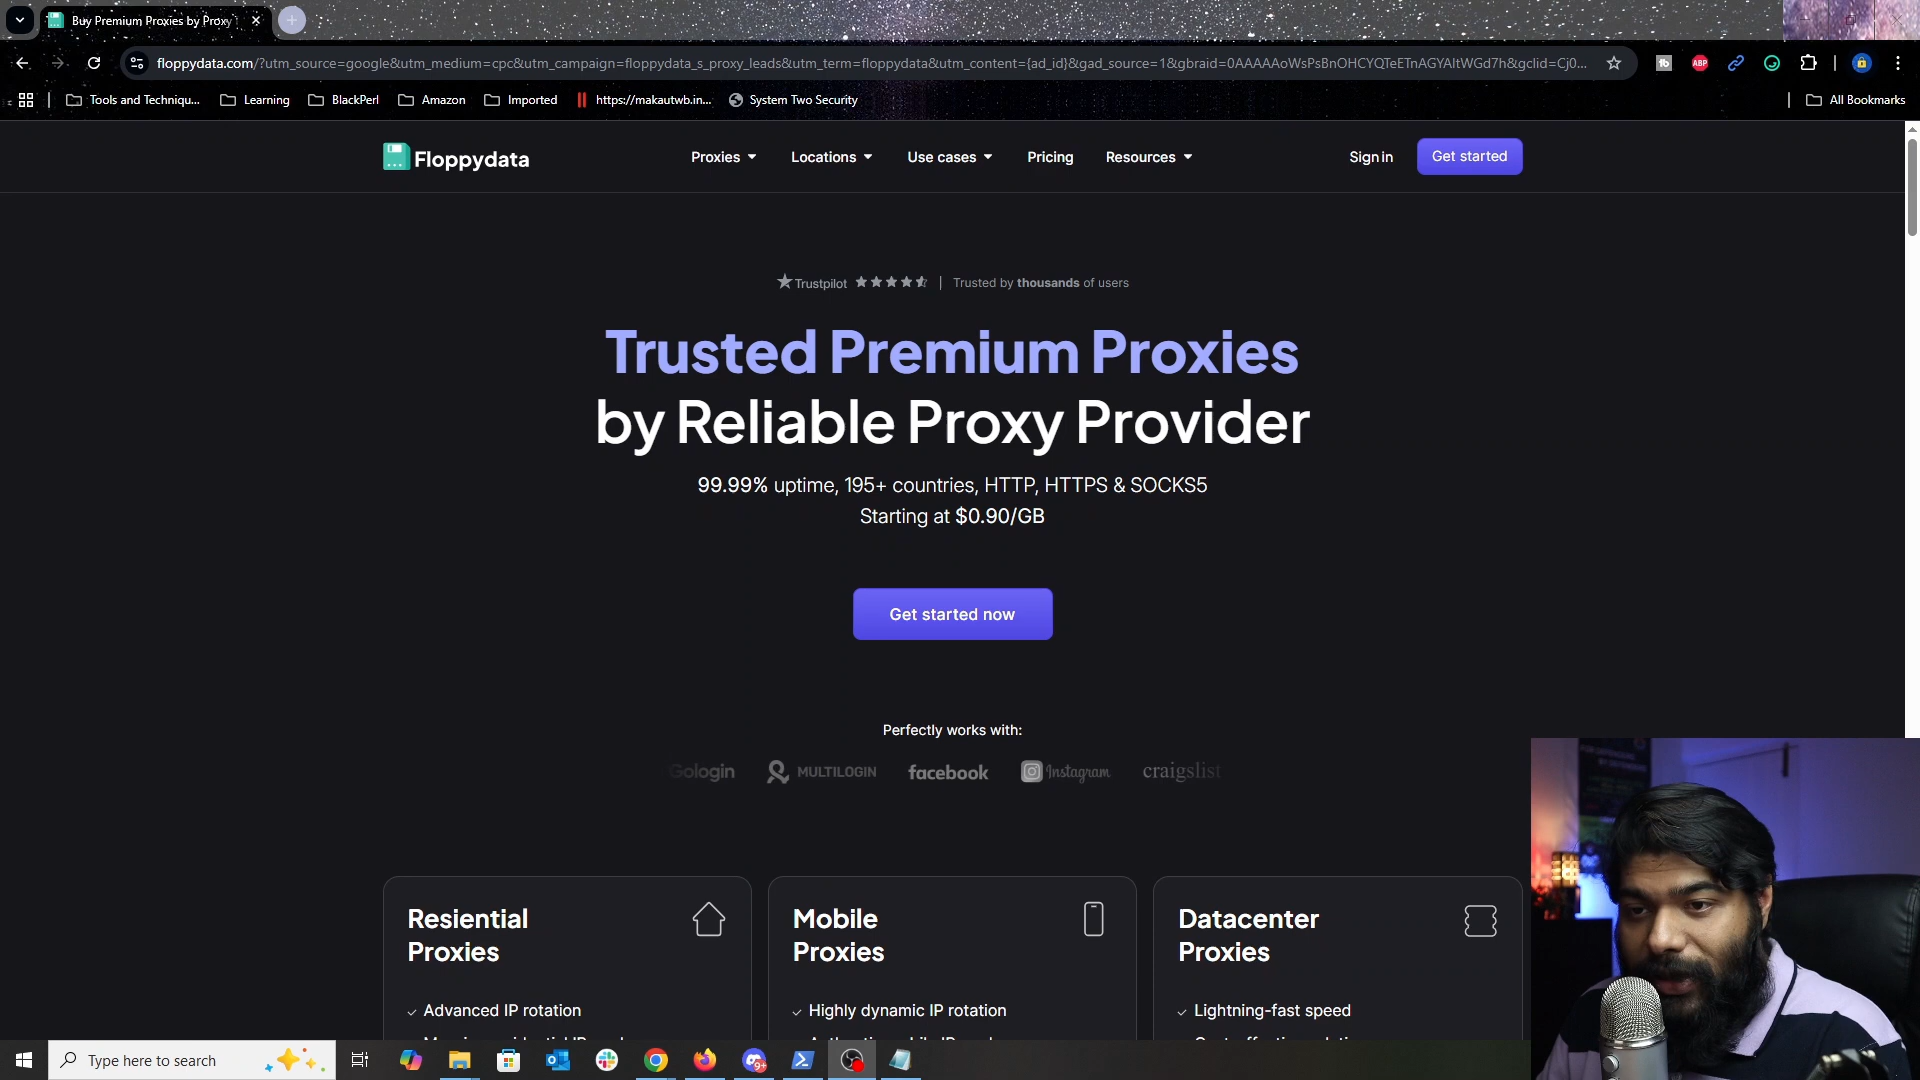 Buy Premium Proxies by Proxy
floppydata.com/?utm_source=google&utm_medium=cpc&utm_campaign=floppydata_s_proxy_leads&utm_term=floppydata&utm_content={ad_id}&gad_source=1&gbraid=0AAAAAoWsPsBnOHCYQTeETnAGYAltWGd7h&gclid=Cj0...
ABP
Tools and Techniqu...
Learning
BlackPerl
Amazon
Imported
https://makautwb.in...
System Two Security
All Bookmarks
Floppydata
Proxies
Locations
Use cases
Pricing
Resources
Sign in
Get started
Trustpilot
| Trusted by thousands of users
Trusted Premium Proxies
by Reliable Proxy Provider
99.99% uptime, 195+ countries, HTTP, HTTPS & SOCKS5
Starting at $0.90/GB
Get started now
Perfectly works with:
Gologin
MULTILOGIN
facebook
Instagram
craigslist
Resiential
Proxies
Advanced IP rotation
Mobile
Proxies
Highly dynamic IP rotation
Datacenter
Proxies
Lightning-fast speed
Type here to search
9+